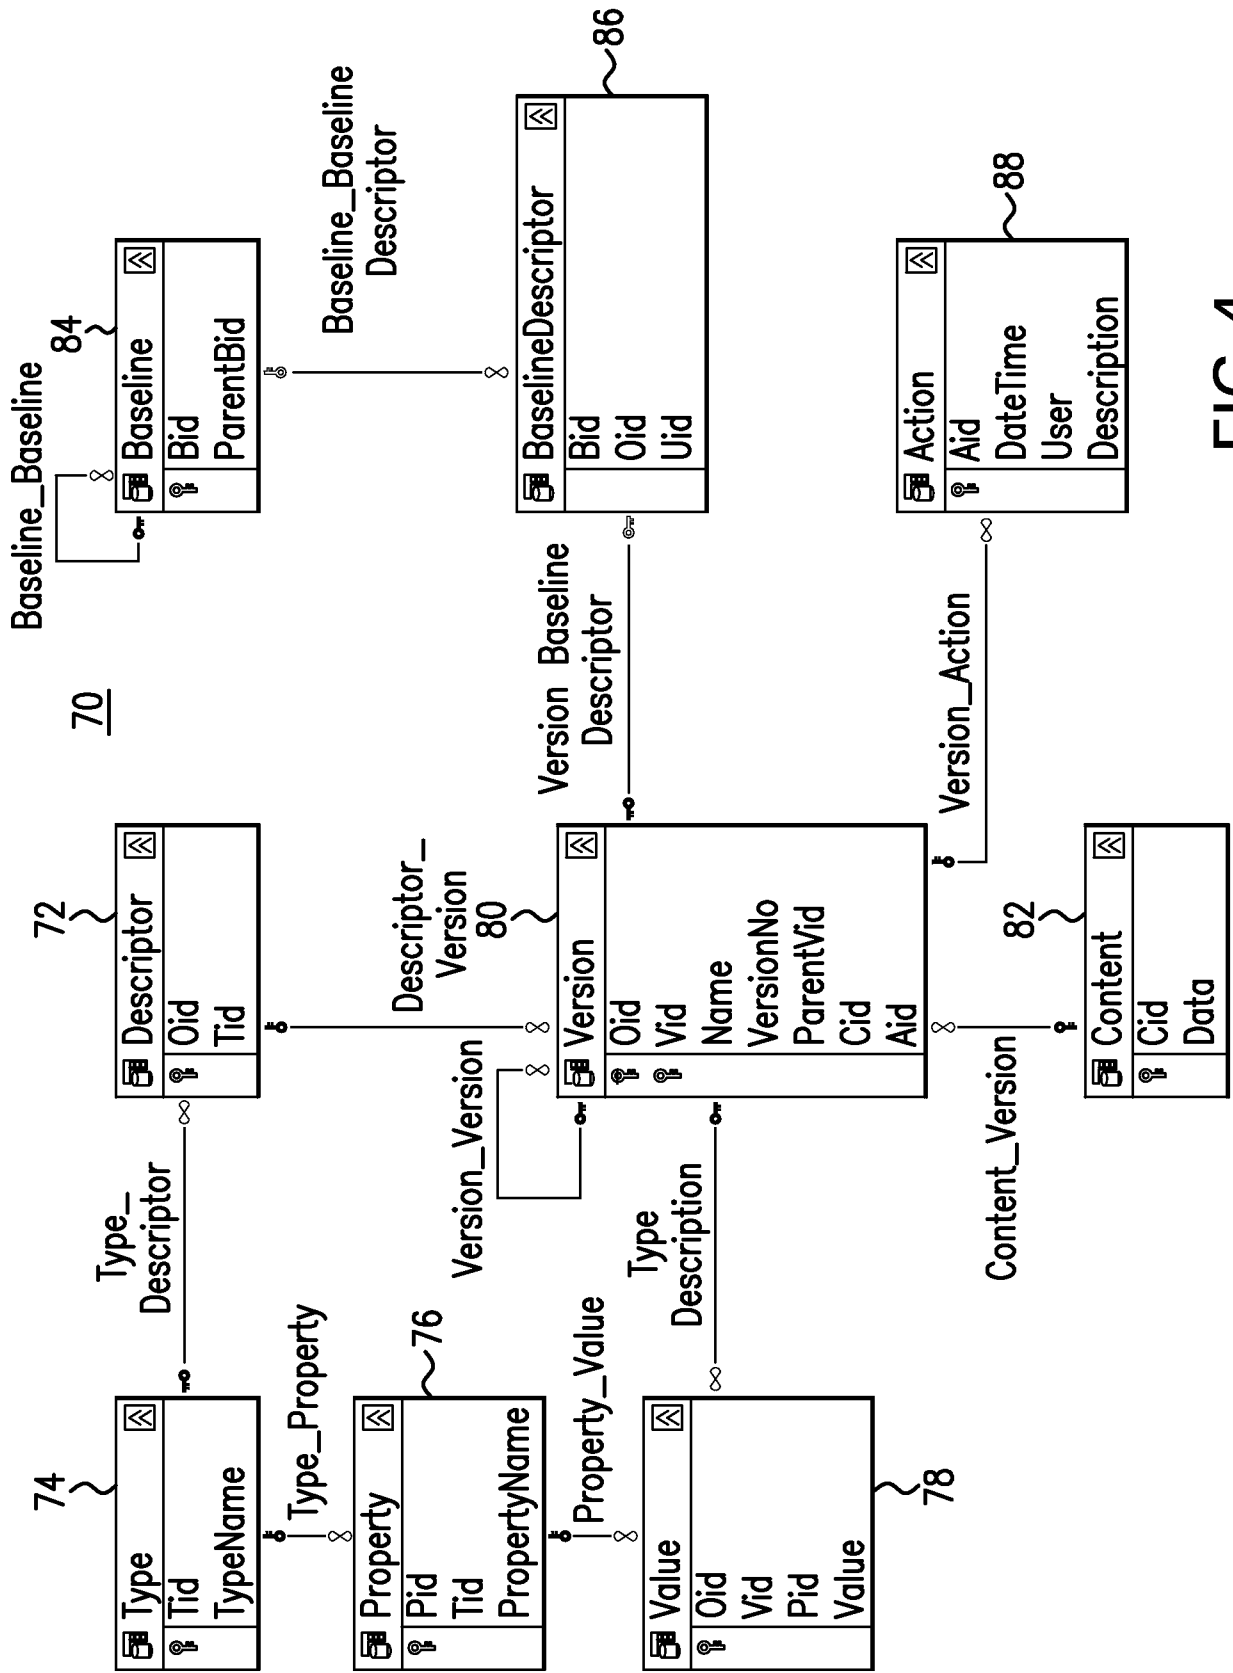 70
74
Type
Tid
TypeName
Type_
Descriptor
72
Descriptor
Oid
Tid
Baseline_Baseline
84
Baseline
Bid
ParentBid
Type_Property
76
Property
Pid
Tid
PropertyName
Property_Value
Value
Oid
Vid
Pid
Value
78
Version_Version
Descriptor_
Version
80
Version
Oid
Vid
Name
VersionNo
ParentVid
Cid
Aid
Type
Description
Baseline_Baseline
Descriptor
86
BaselineDescriptor
Bid
Oid
Uid
Version Baseline
Descriptor
Version_Action
88
Action
Aid
DateTime
User
Description
Content_Version
82
Content
Cid
Data